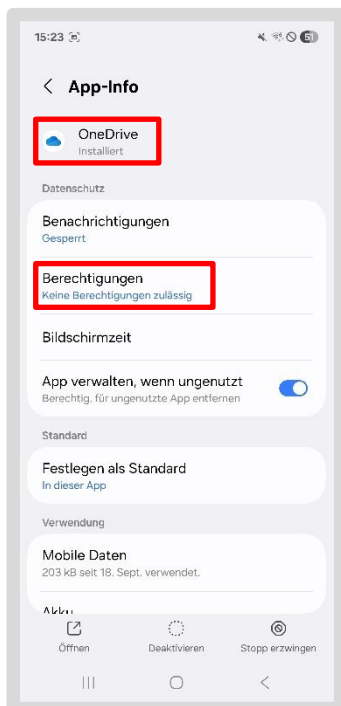 15:23
51
App-Info
OneDrive
Installiert
Datenschutz
Benachrichtigungen
Gesperrt
Berechtigungen
Keine Berechtigungen zulässig
Bildschirmzeit
App verwalten, wenn ungenutzt
Berechtig. für ungenutzte App entfernen
Standard
Festlegen als Standard
In dieser App
Verwendung
Mobile Daten
203 kB seit 18. Sept. verwendet.
Akku
Öffnen Deaktivieren Stopp erzwingen